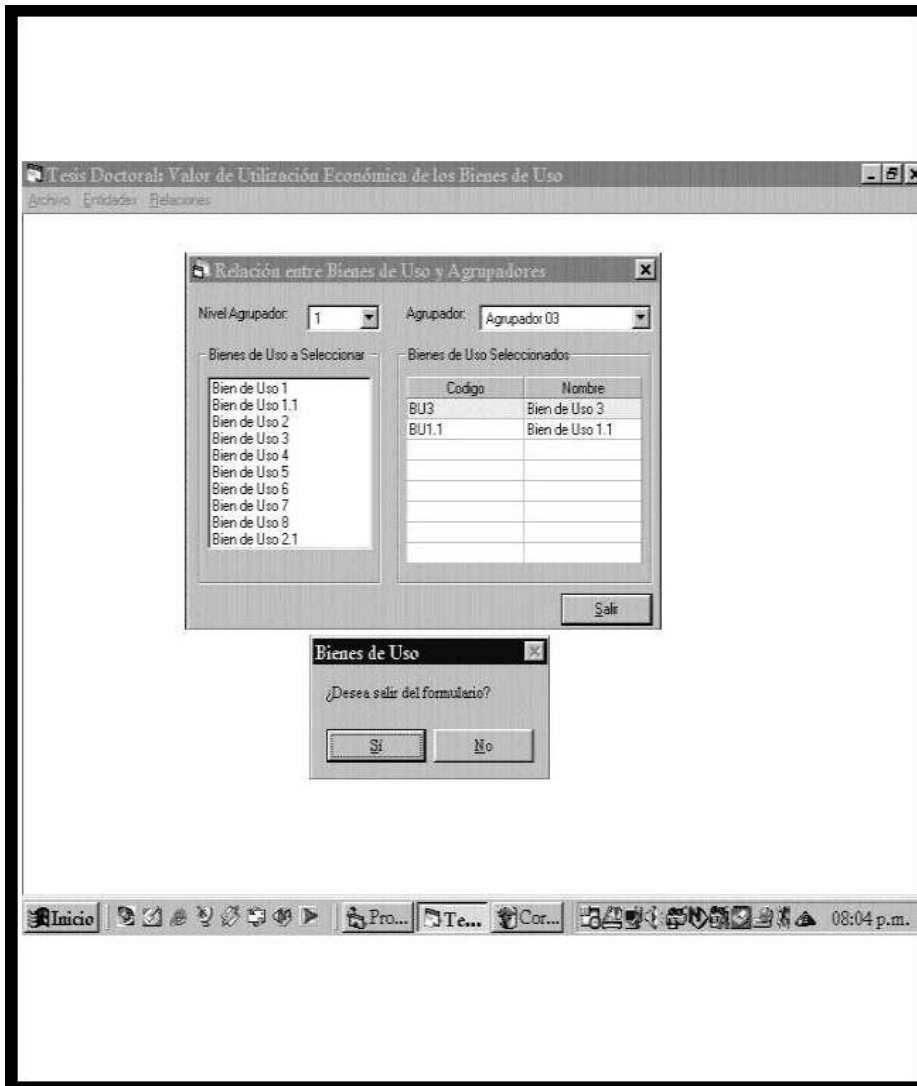 Tesis Doctoral: Valor de Utilización Económica de los Bienes de Uso
Archivo Entidades Relaciones
Relación entre Bienes de Uso y Agrupadores
Nivel Agrupador: 1 Agrupador: Agrupador 03
Bienes de Uso a Seleccionar
Bien de Uso 1
Bien de Uso 1.1
Bien de Uso 2
Bien de Uso 3
Bien de Uso 4
Bien de Uso 5
Bien de Uso 6
Bien de Uso 7
Bien de Uso 8
Bien de Uso 2.1
Bienes de Uso Seleccionados
Codigo Nombre
BU3 Bien de Uso 3
BU1.1 Bien de Uso 1.1
Salir
Bienes de Uso
¿Desea salir del formulario?
Sí No
Inicio Pro... Te... Cor... 08:04 p.m.